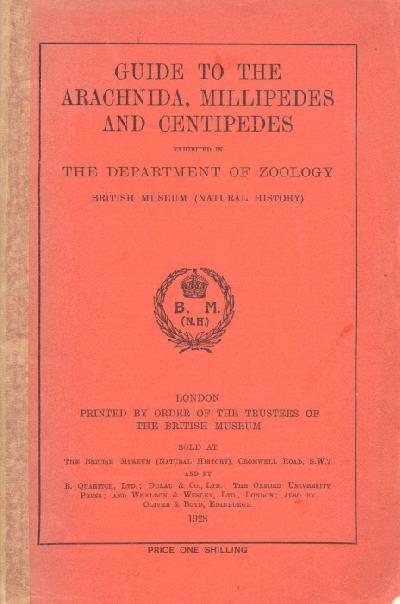 GUIDE TO THE
ARACHNIDA, MILLIPEDES
AND CENTIPEDES
EXHIBITED IN
THE DEPARTMENT OF ZOOLOGY
BRITISH MUSEUM (NATURAL HISTORY)
B. M.
(N.H.)
LONDON
PRINTED BY ORDER OF THE TRUSTEES OF
THE BRITISH MUSEUM
SOLD AT
THE BRITISH MUSEUM (NATURAL HISTORY), CROMWELL ROAD, S.W.7
AND BY
B. QUARITCH, LTD.; DULAU & CO., LTD.; THE OXFORD UNIVERSITY
PRESS; AND WHELDON & WESLEY, LTD., LONDON; ALSO BY
OLIVER & BOYD, EDINBURGH
1928
PRICE ONE SHILLING